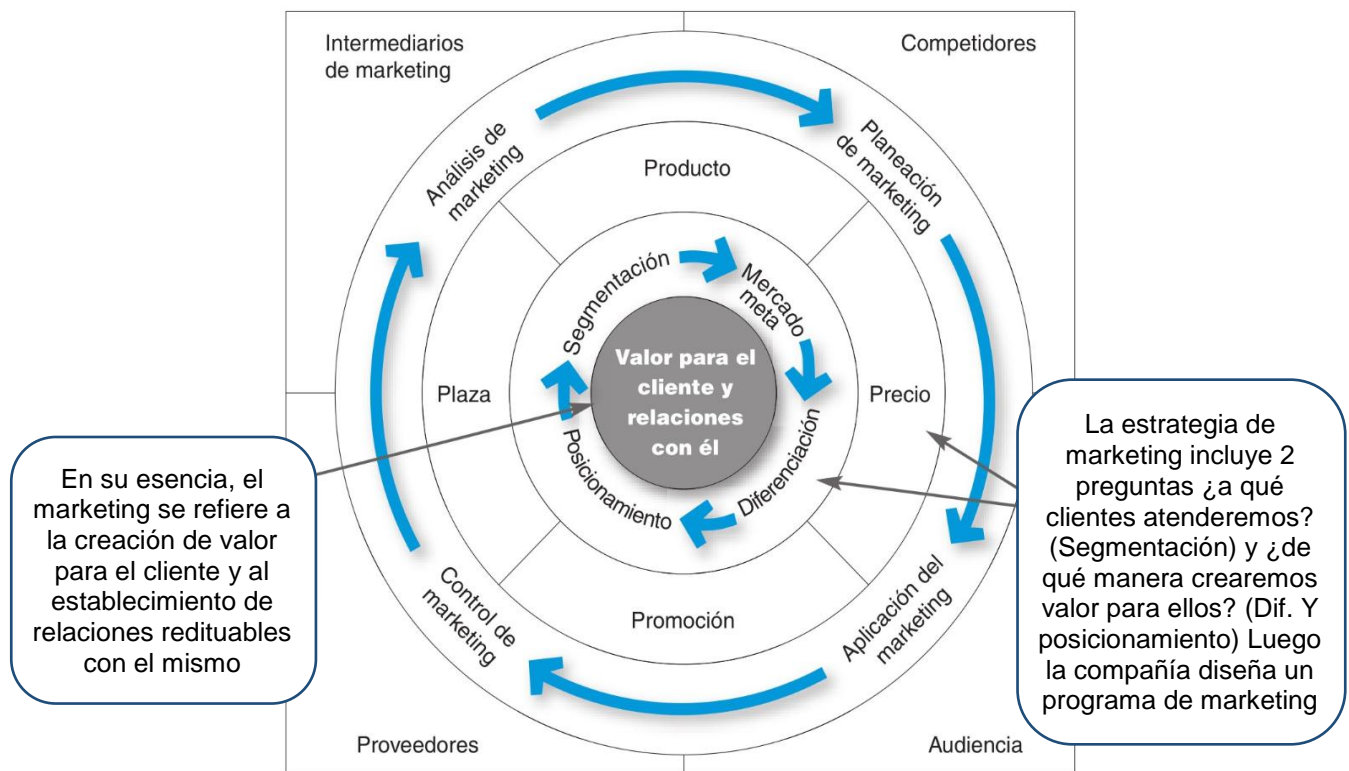 Intermediarios
de marketing
Competidores
Análisis de
marketing
Planeación
de marketing
Producto
Segmentación
Mercado
meta
Valor para el
cliente y
relaciones
con él
Plaza
Precio
Posicionamiento
Diferenciación
En su esencia, el
marketing se refiere a
la creación de valor
para el cliente y al
establecimiento de
relaciones redituables
con el mismo
La estrategia de
marketing incluye 2
preguntas ¿a qué
clientes atenderemos?
(Segmentación) y ¿de
qué manera crearemos
valor para ellos? (Dif. Y
posicionamiento) Luego
la compañía diseña un
programa de marketing
Control de
marketing
Promoción
Aplicación del
marketing
Proveedores
Audiencia